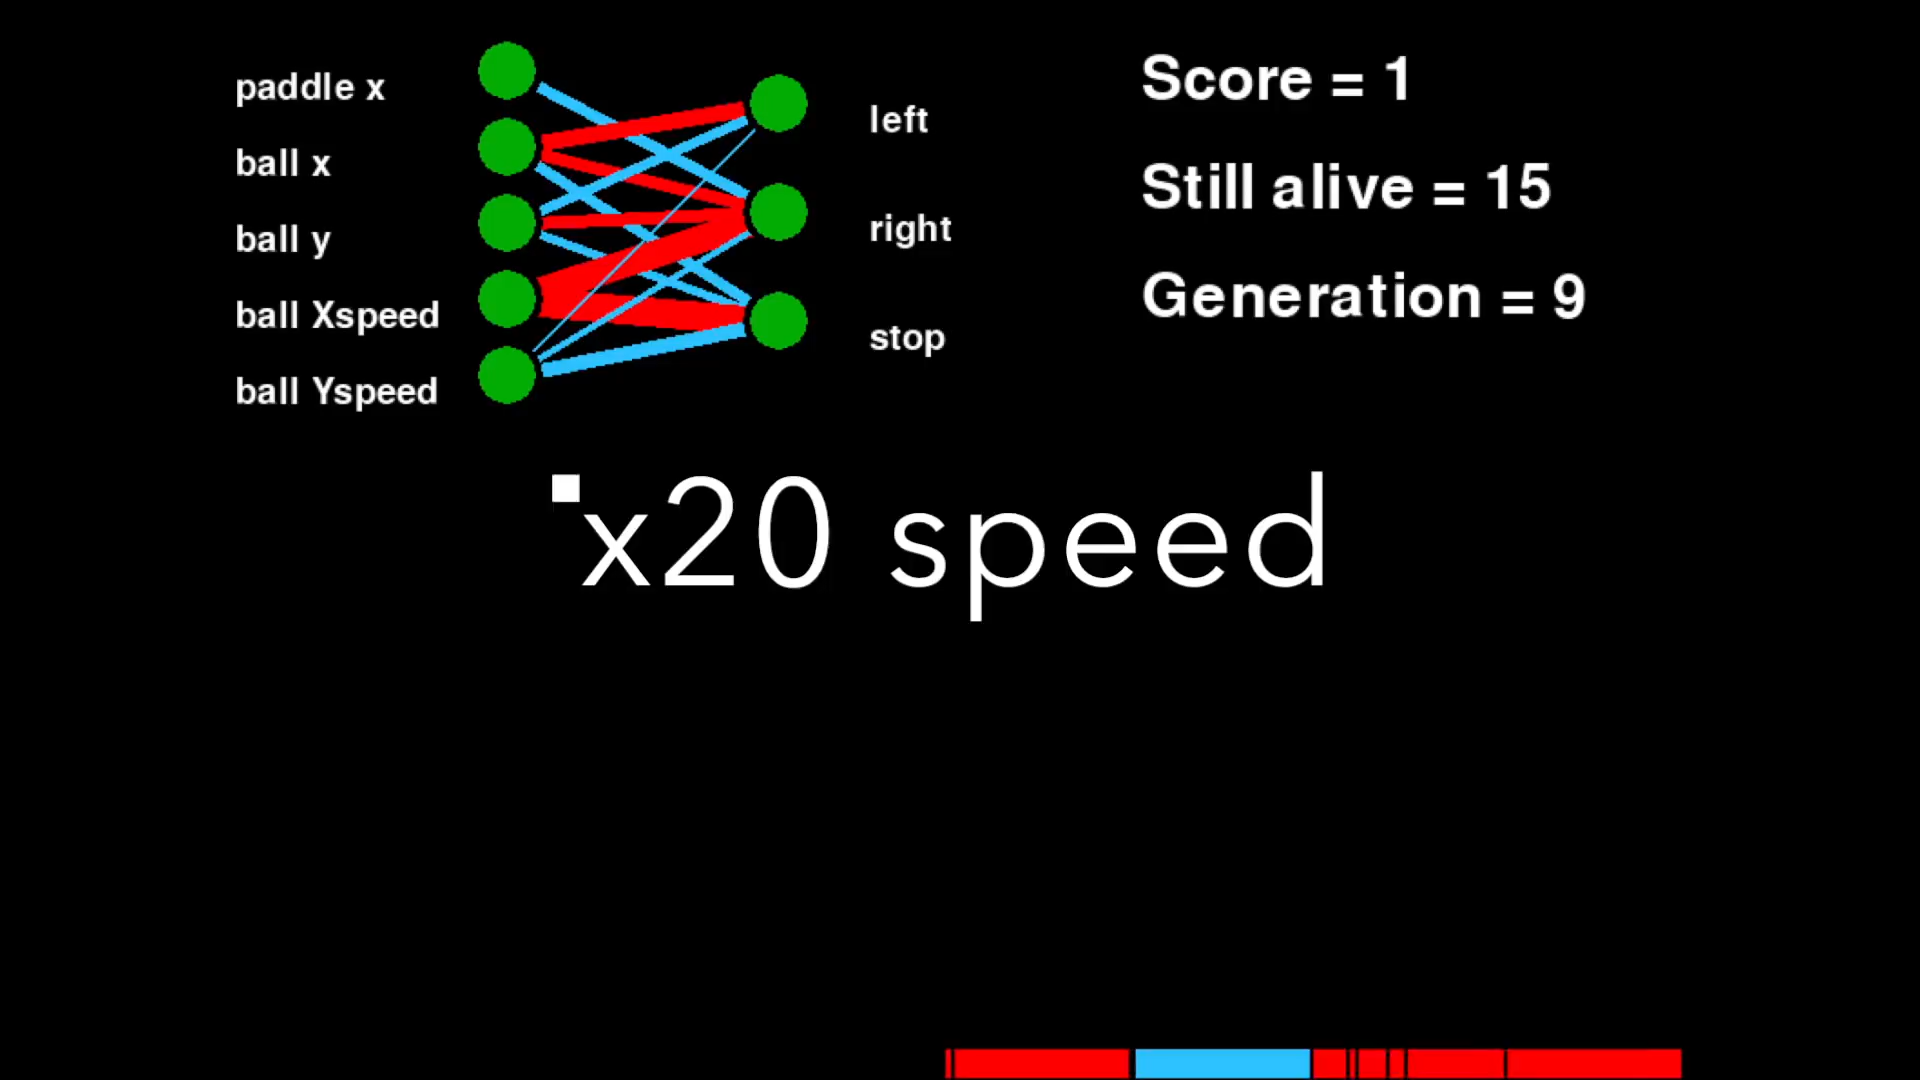 paddle x
ball x
ball y
ball Xspeed
ball Yspeed
left
right
stop
Score = 1
Still alive = 15
Generation = 9
x20 speed